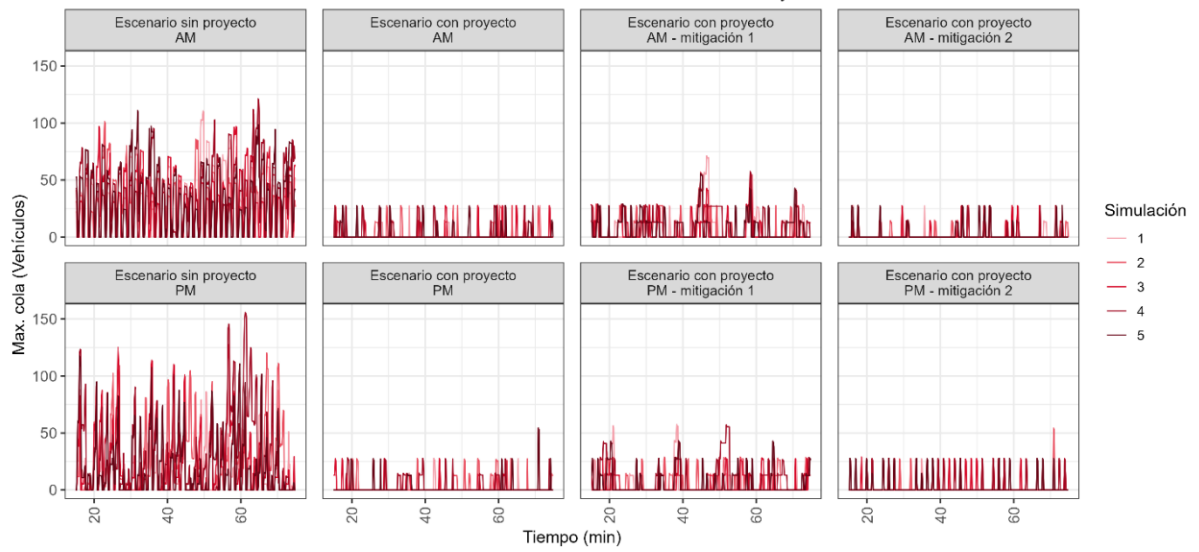 Escenario sin proyecto
AM
Escenario con proyecto
AM
Escenario con proyecto
AM - mitigación 1
Escenario con proyecto
AM - mitigación 2
150
100
50
0
Escenario sin proyecto
PM
Escenario con proyecto
PM
Escenario con proyecto
PM - mitigación 1
Escenario con proyecto
PM - mitigación 2
150
100
50
0
Max. cola (Vehículos)
20
40
60
20
40
60
20
40
60
20
40
60
Tiempo (min)
Simulación
1
2
3
4
5